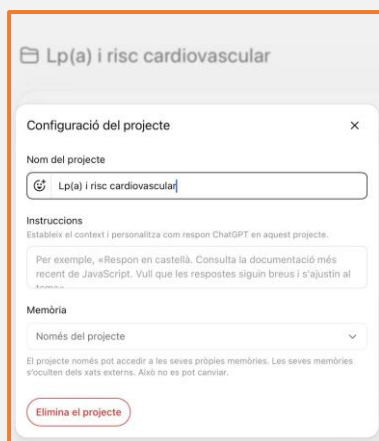 Lp(a) i risc cardiovascular
Configuració del projecte
Nom del projecte
Lp(a) i risc cardiovascular
Instruccions
Estableix el context i personalitza com respon ChatGPT en aquest projecte.
Per exemple, «Respon en castellà. Consulta la documentació més
recent de JavaScript. Vull que les respostes siguin breus i s'ajustin al
Memòria
Només del projecte
El projecte només pot accedir a les seves pròpies memòries. Les seves memòries
s'oculten dels xats externs. Això no es pot canviar.
Elimina el projecte